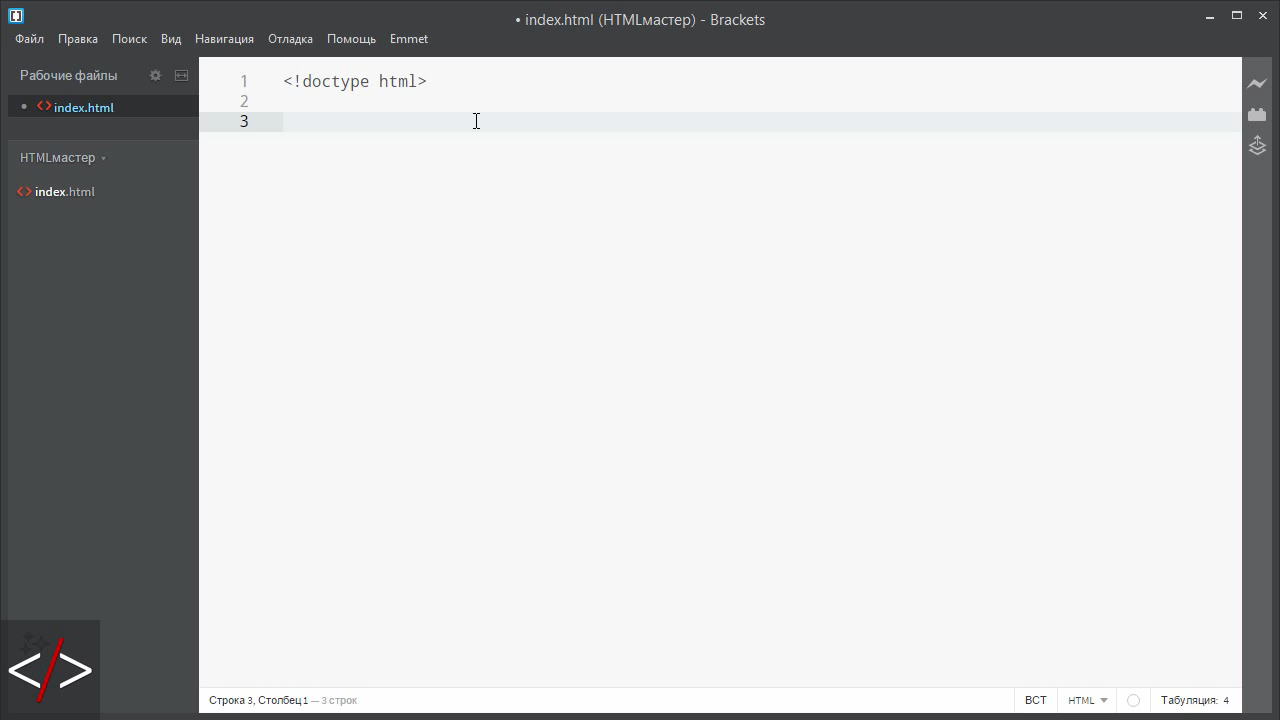 • index.html (HTMLмастер) - Brackets
Файл Правка Поиск Вид Навигация Отладка Помощь Emmet
Рабочие файлы
• index.html
HTMLмастер
index.html
1 <!doctype html>
2
3
Строка 3, Столбец 1 — 3 строк
ВСТ HTML Табуляция: 4
</>